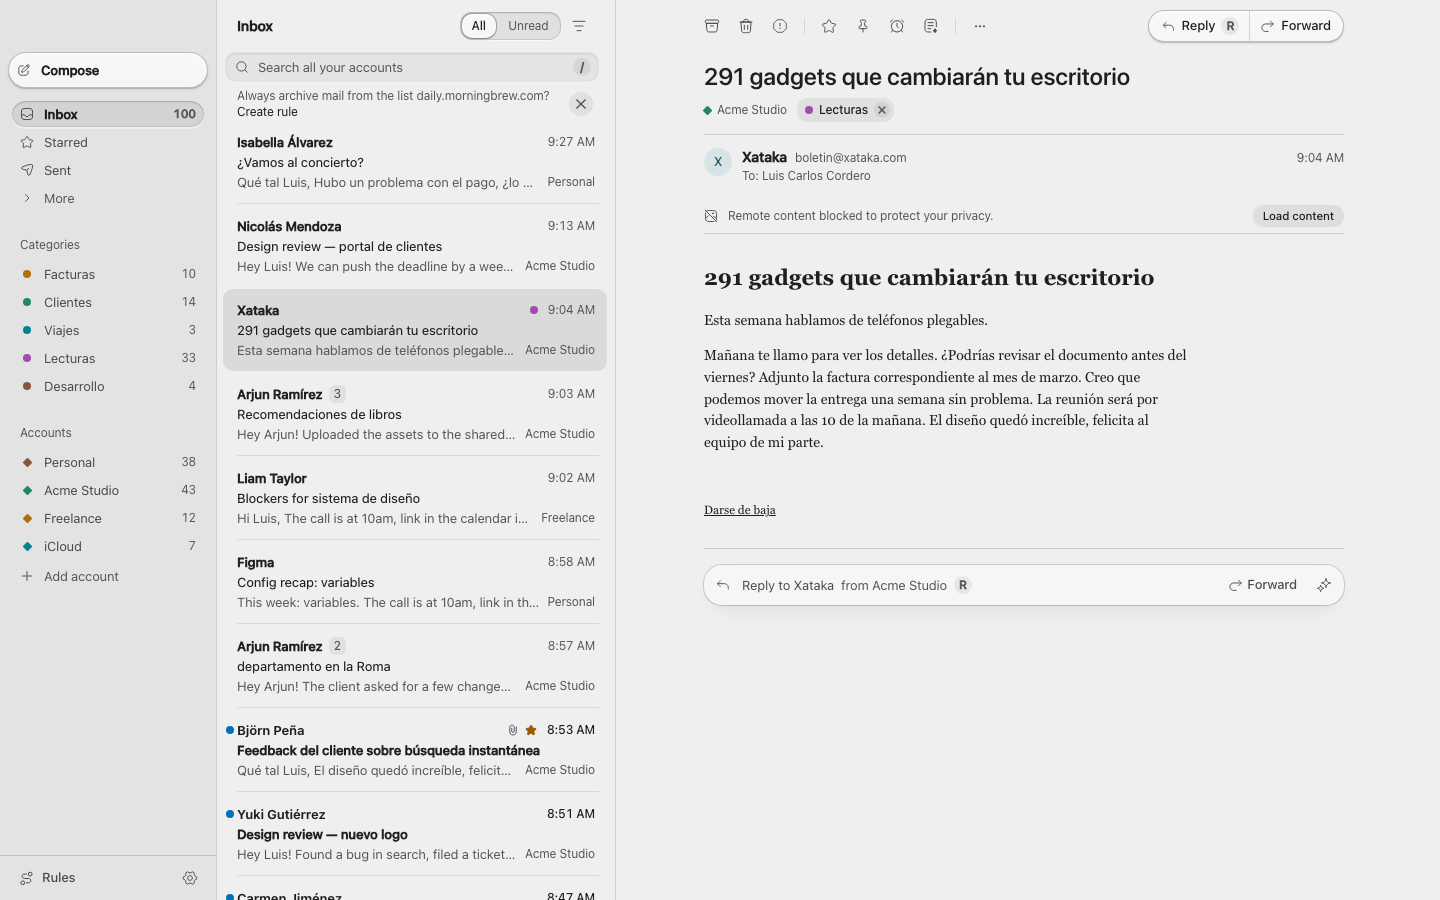 Compose
Inbox 100
Starred
Sent
More
Categories
Facturas 10
Clientes 14
Viajes 3
Lecturas 33
Desarrollo 4
Accounts
Personal 38
Acme Studio 43
Freelance 12
iCloud 7
Add account
Rules
Inbox
All Unread
Search all your accounts /
Always archive mail from the list daily.morningbrew.com?
Create rule
Isabella Álvarez 9:27 AM
¿Vamos al concierto?
Qué tal Luis, Hubo un problema con el pago, ¿lo ... Personal
Nicolás Mendoza 9:13 AM
Design review — portal de clientes
Hey Luis! We can push the deadline by a wee... Acme Studio
Xataka 9:04 AM
291 gadgets que cambiarán tu escritorio
Esta semana hablamos de teléfonos plegable... Acme Studio
Arjun Ramírez 3 9:03 AM
Recomendaciones de libros
Hey Arjun! Uploaded the assets to the shared... Acme Studio
Liam Taylor 9:02 AM
Blockers for sistema de diseño
Hi Luis, The call is at 10am, link in the calendar i... Freelance
Figma 8:58 AM
Config recap: variables
This week: variables. The call is at 10am, link in th... Personal
Arjun Ramírez 2 8:57 AM
departamento en la Roma
Hey Arjun! The client asked for a few change... Acme Studio
Björn Peña 8:53 AM
Feedback del cliente sobre búsqueda instantánea
Qué tal Luis, El diseño quedó increíble, felicit... Acme Studio
Yuki Gutiérrez 8:51 AM
Design review — nuevo logo
Hey Luis! Found a bug in search, filed a ticket... Acme Studio
Carmen Jiménez 8:47 AM
Reply R Forward
291 gadgets que cambiarán tu escritorio
Acme Studio Lecturas
X
Xataka boletin@xataka.com 9:04 AM
To: Luis Carlos Cordero
Remote content blocked to protect your privacy. Load content
291 gadgets que cambiarán tu escritorio
Esta semana hablamos de teléfonos plegables.
Mañana te llamo para ver los detalles. ¿Podrías revisar el documento antes del
viernes? Adjunto la factura correspondiente al mes de marzo. Creo que
podemos mover la entrega una semana sin problema. La reunión será por
videollamada a las 10 de la mañana. El diseño quedó increíble, felicita al
equipo de mi parte.
Darse de baja
Reply to Xataka from Acme Studio R Forward